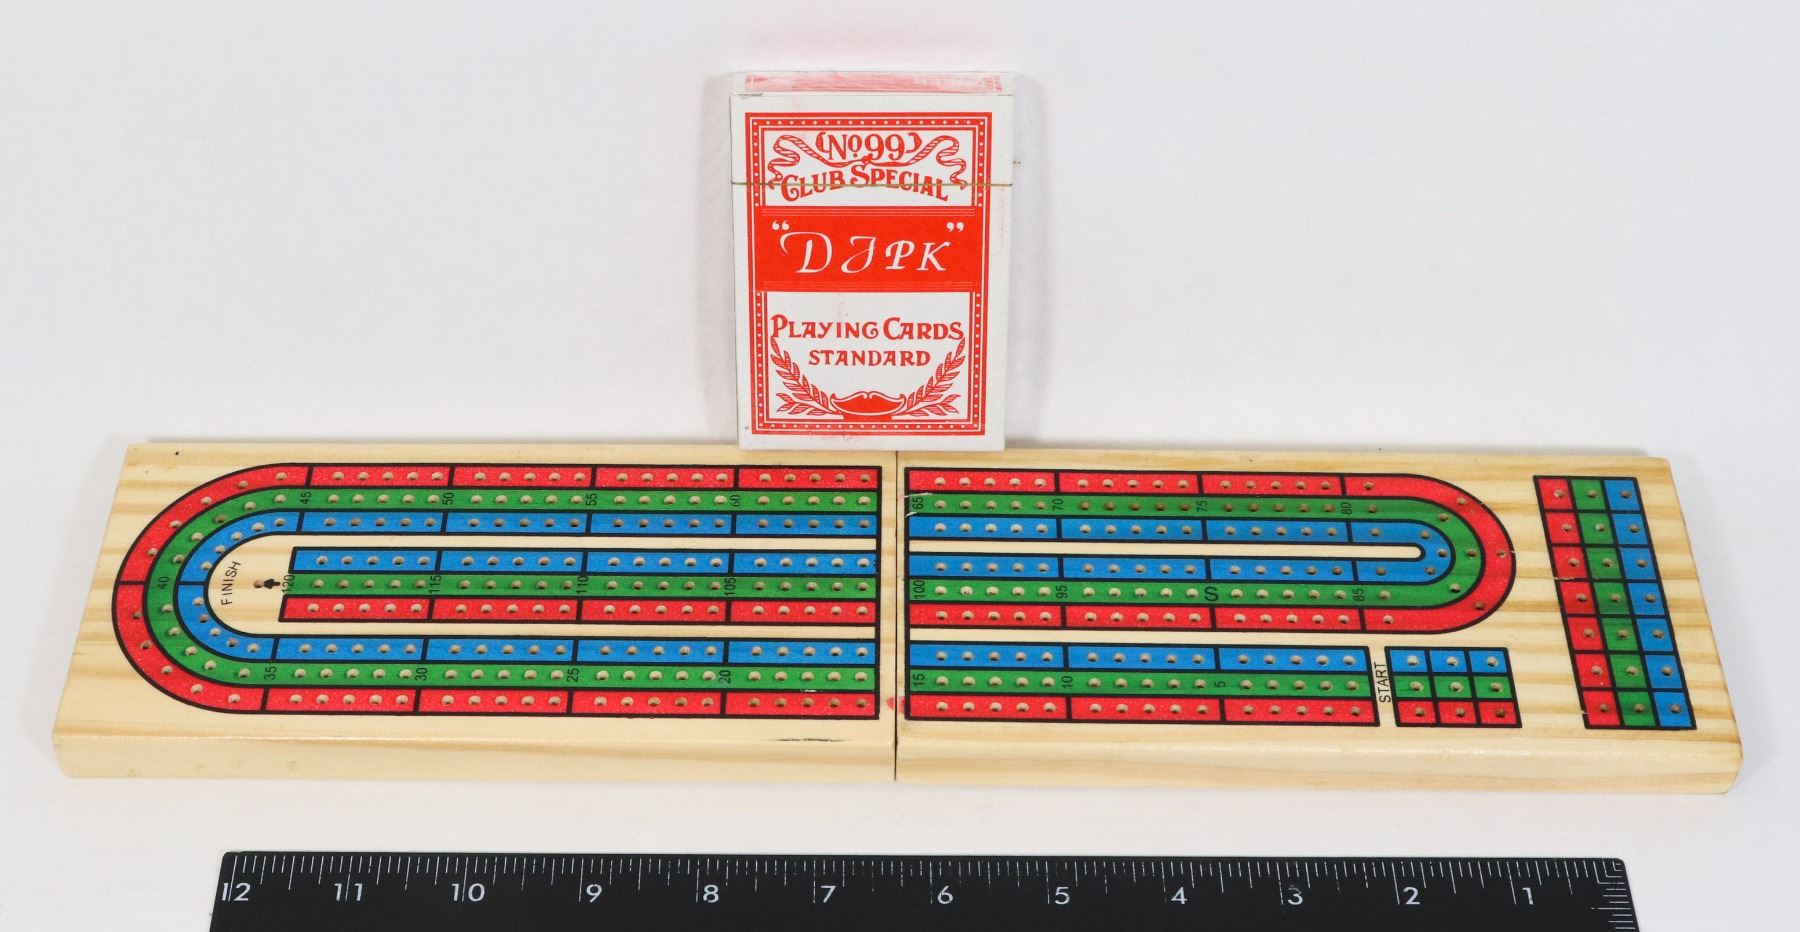 No 99
CLUB SPECIAL
"DJPK"
PLAYING CARDS
STANDARD
45 50 55 60 65 70 75 80
40
FINISH
120 115 110 105 100 95 S 85
35 30 25 20 15 10 5
START
12 11 10 9 8 7 6 5 4 3 2 1